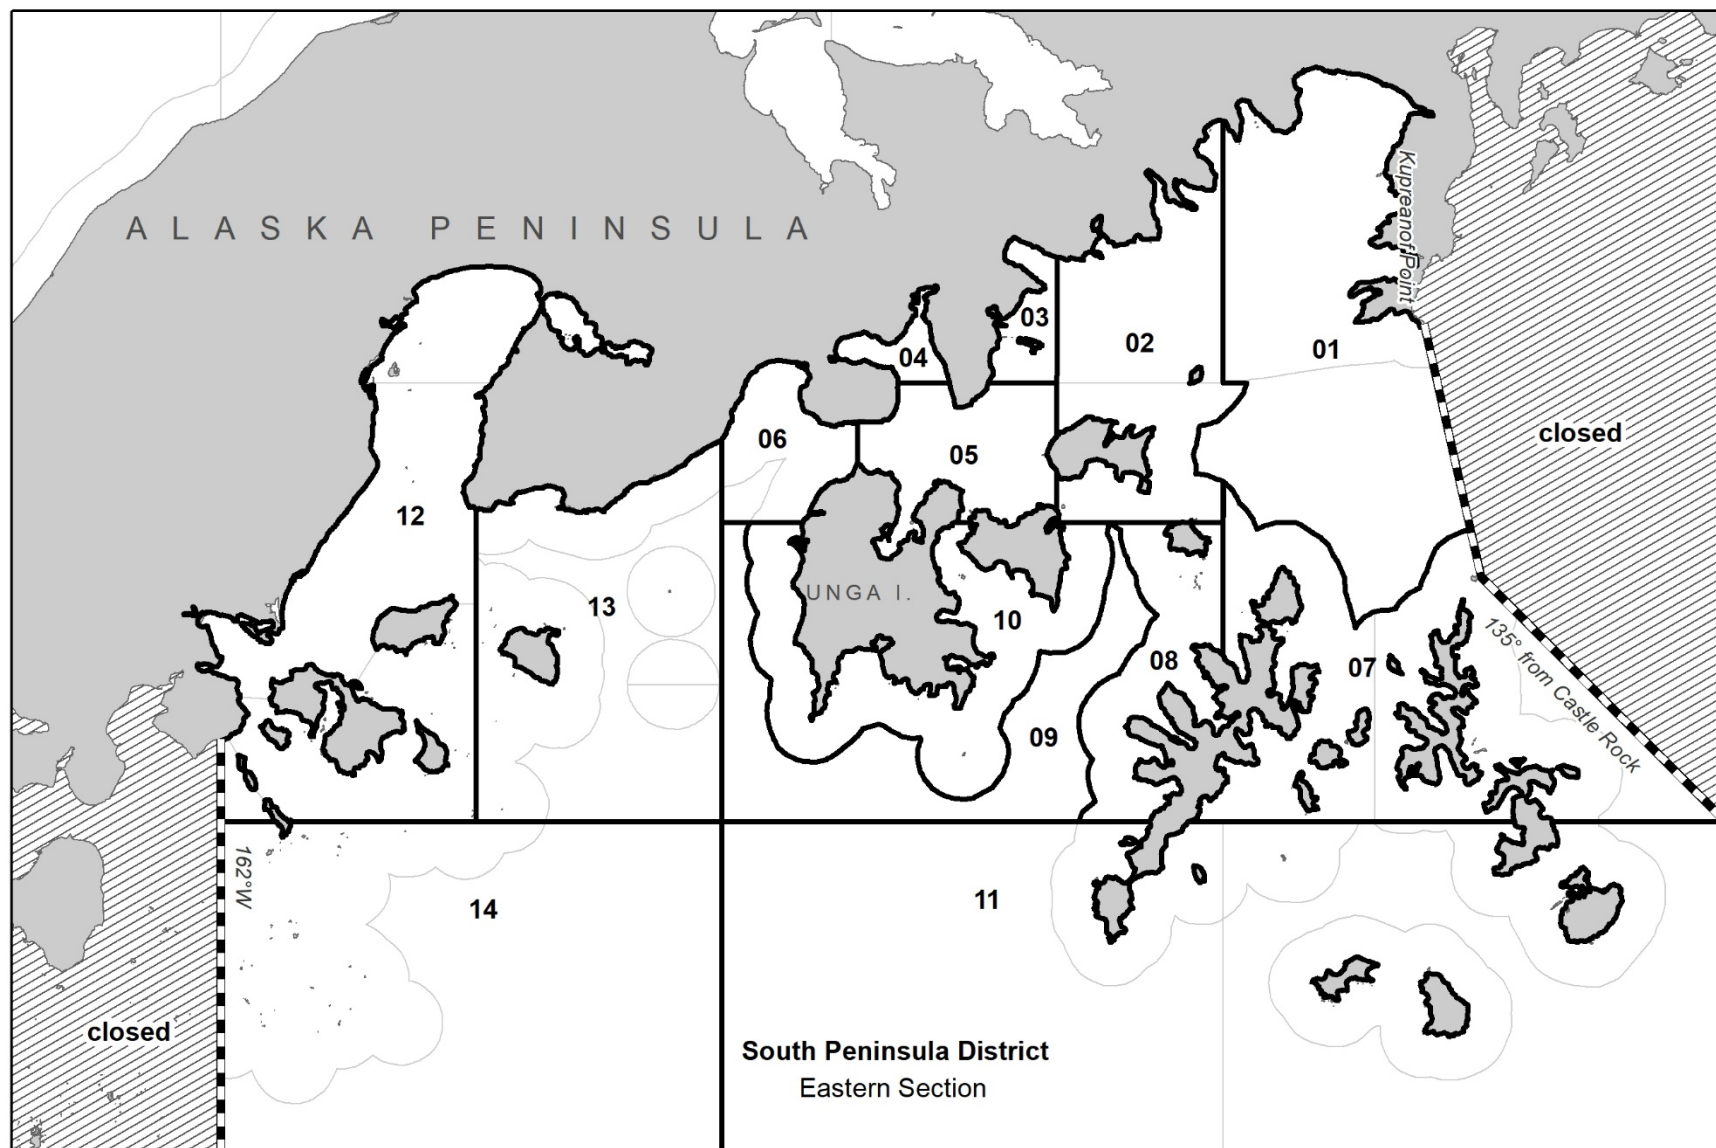 Kupreanof Point
ALASKA PENINSULA
03
02
01
04
closed
06
05
12
13
UNGA I.
10
08
07
135° from Castle Rock
09
162°W
14
11
closed
South Peninsula District
Eastern Section